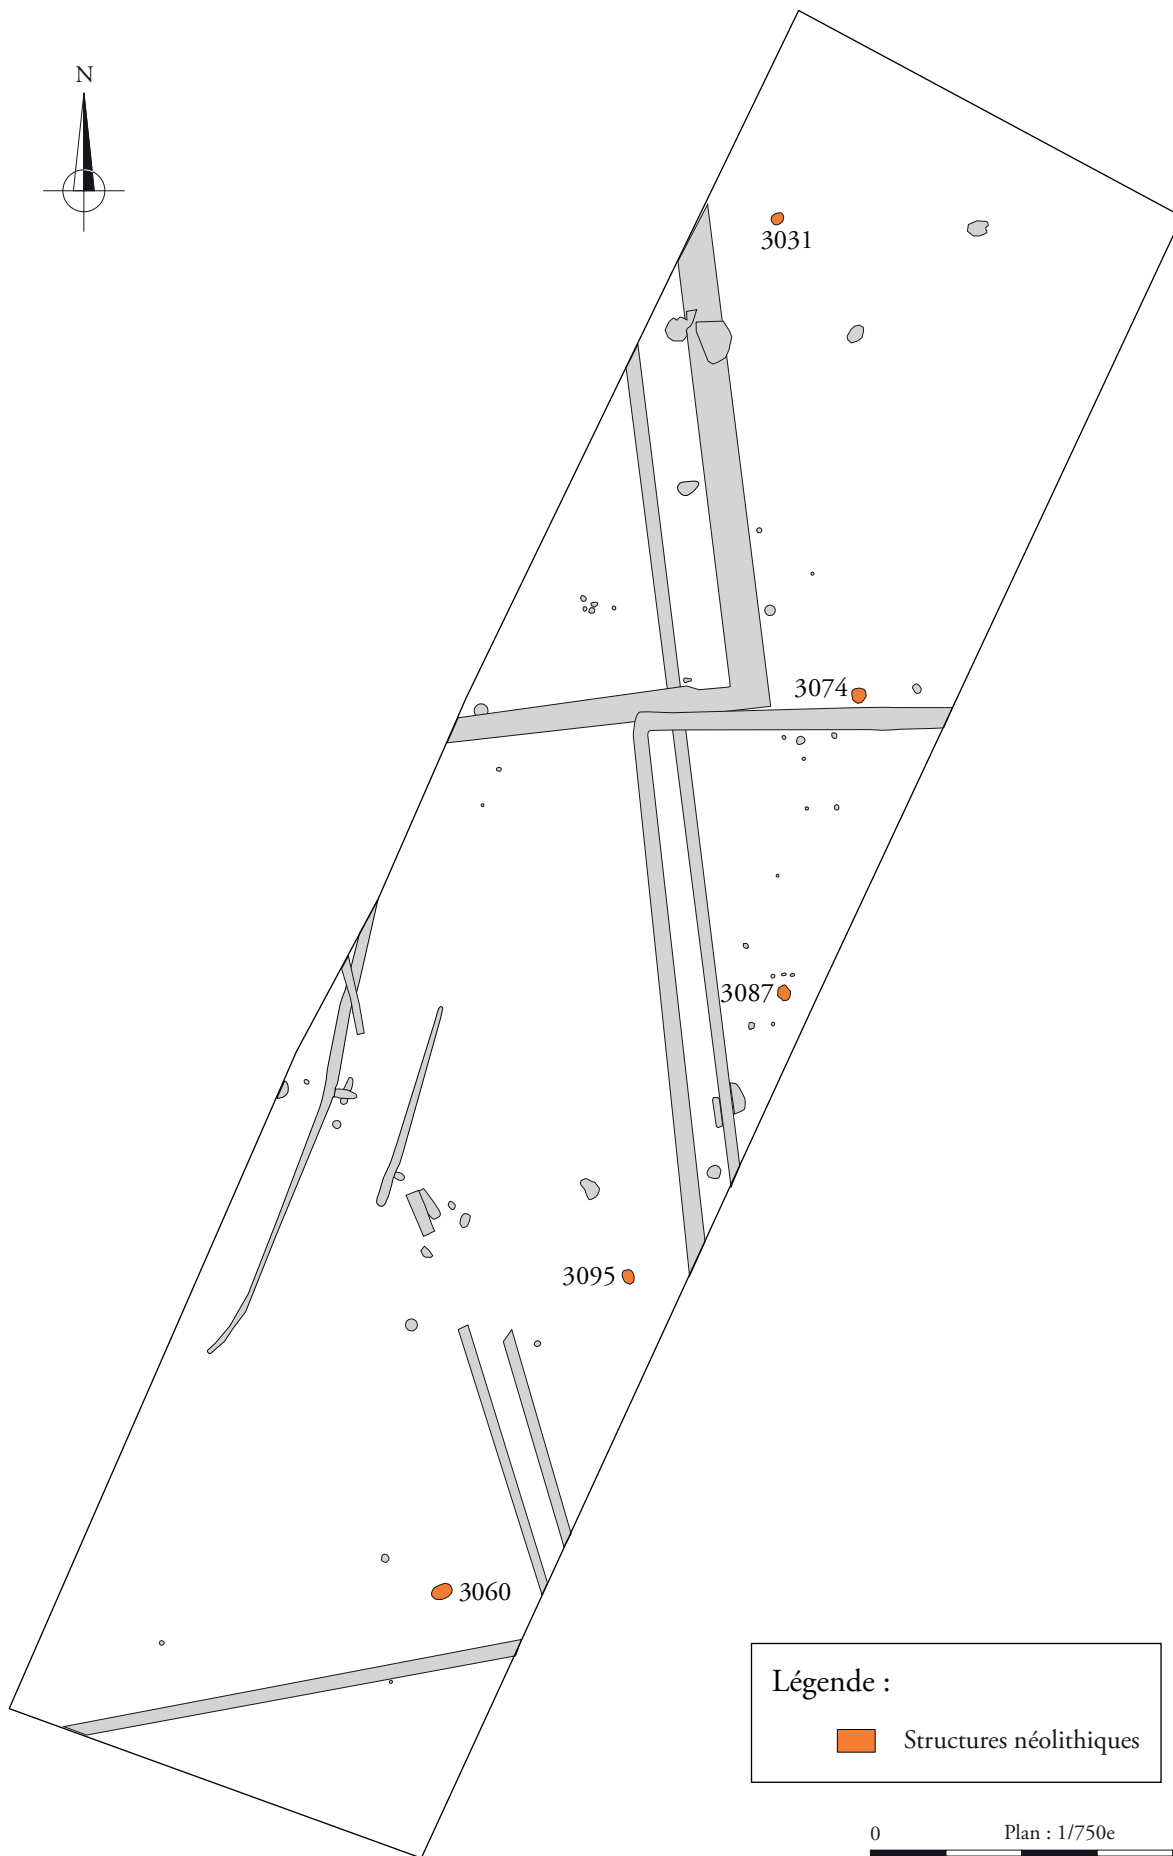 N
3031
3074
3087
3095
3060
Légende :
Structures néolithiques
0 Plan : 1/750e